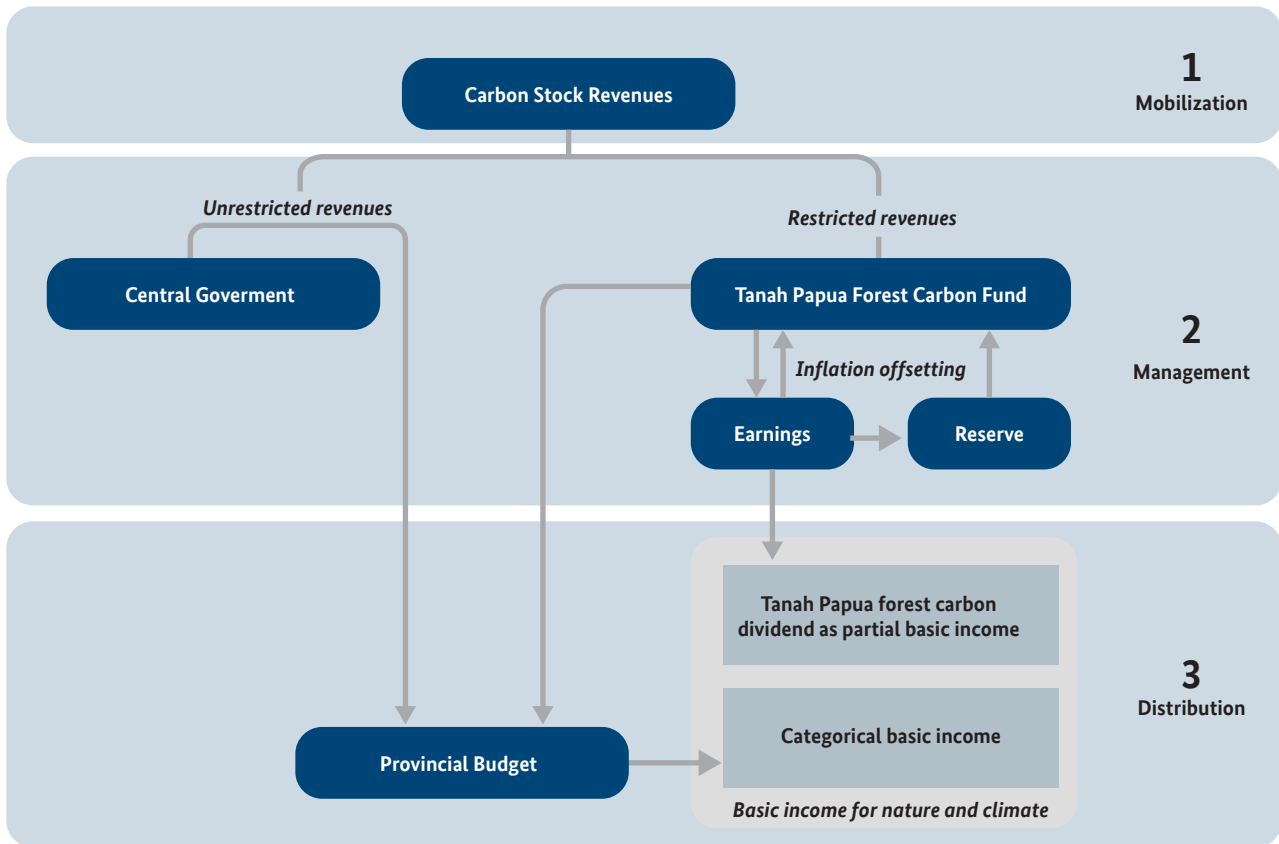 Carbon Stock Revenues
1
Mobilization
Unrestricted revenues
Restricted revenues
Central Goverment
Tanah Papua Forest Carbon Fund
2
Management
Inflation offsetting
Earnings
Reserve
Tanah Papua forest carbon
dividend as partial basic income
3
Distribution
Categorical basic income
Provincial Budget
Basic income for nature and climate